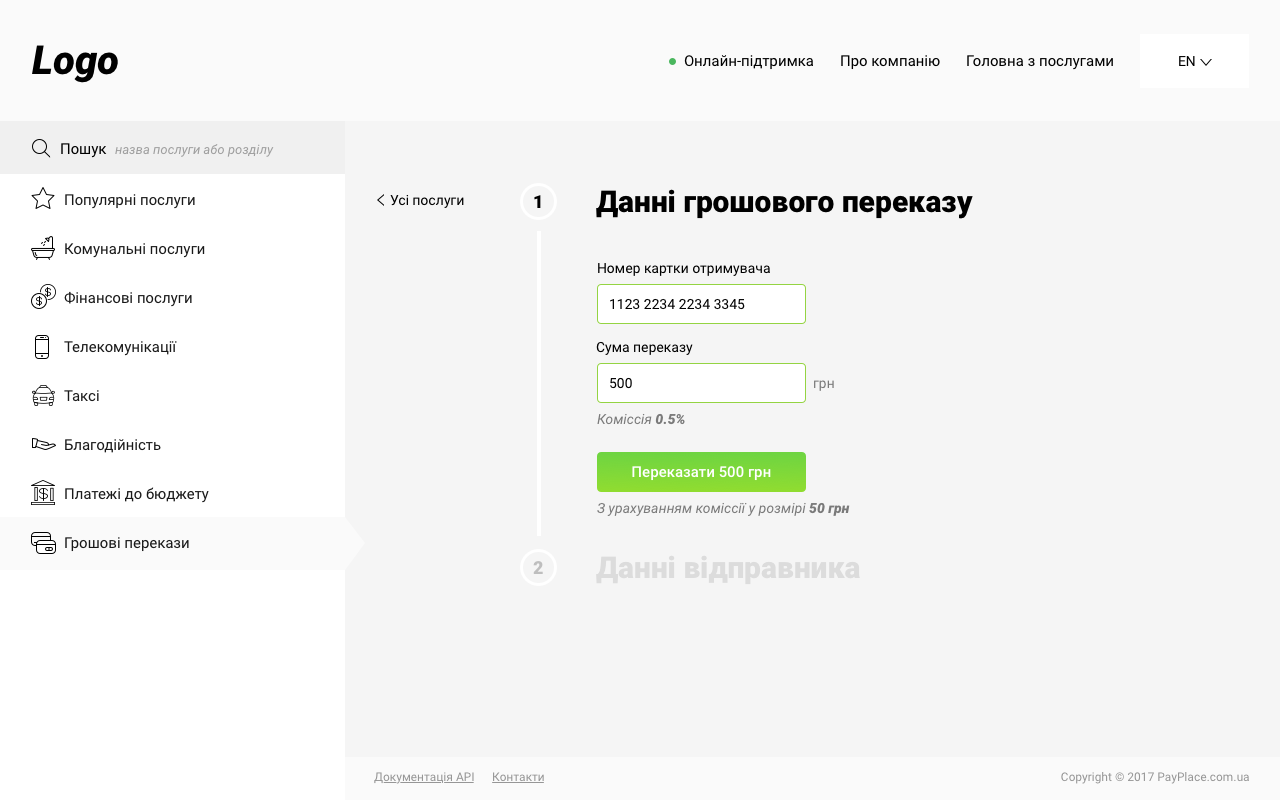 Logo
Онлайн-підтримка Про компанію Головна з послугами EN
Пошук назва послуги або розділу
Популярні послуги
Комунальні послуги
Фінансові послуги
Телекомунікації
Таксі
Благодійність
Платежі до бюджету
Грошові перекази
Усі послуги
1 Данні грошового переказу
Номер картки отримувача
1123 2234 2234 3345
Сума переказу
500 грн
Коміссія 0.5%
Переказати 500 грн
З урахуванням коміссії у розмірі 50 грн
2 Данні відправника
Документація API Контакти Copyright © 2017 PayPlace.com.ua